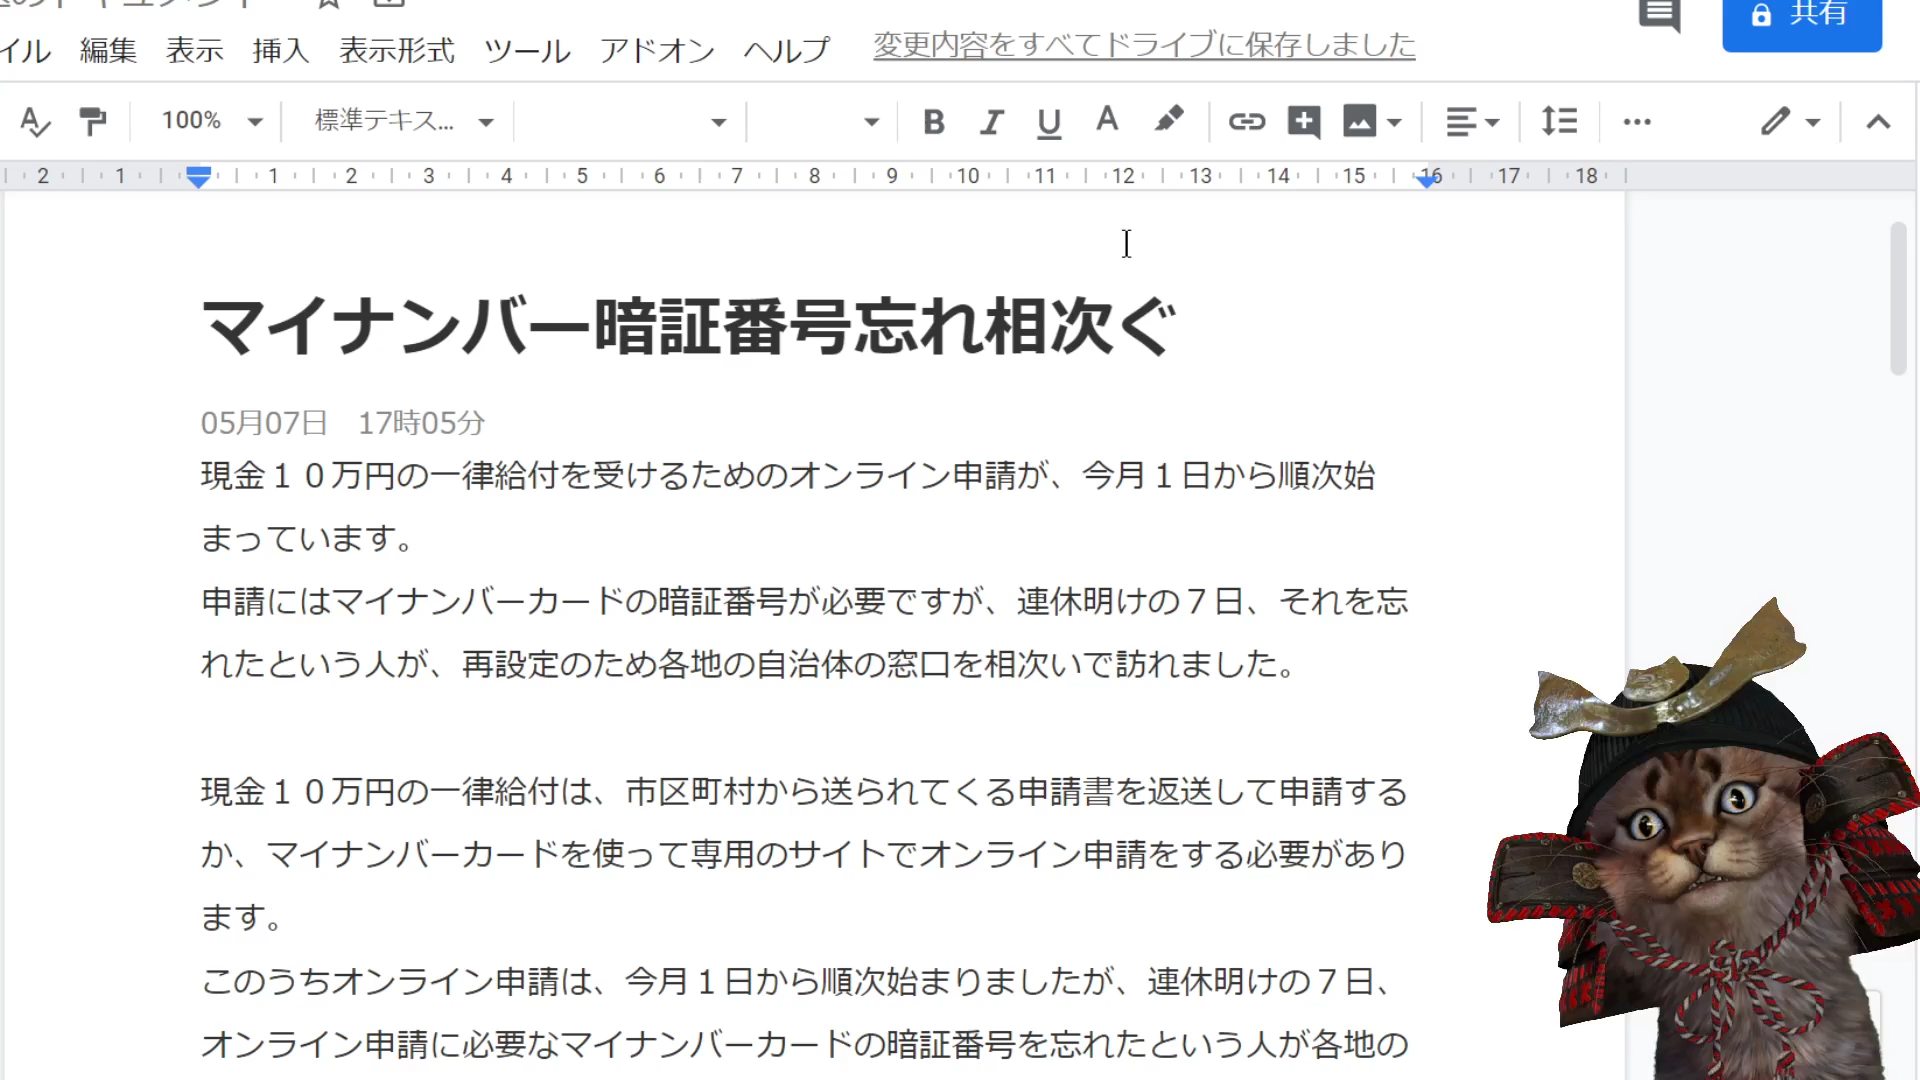 共有
イル 編集 表示 挿入 表示形式 ツール アドオン ヘルプ 変更内容をすべてドライブに保存しました
100% 標準テキス... B I U A
2 1 1 2 3 4 5 6 7 8 9 10 11 12 13 14 15 16 17 18
マイナンバー暗証番号忘れ相次ぐ
05月07日 17時05分
現金１０万円の一律給付を受けるためのオンライン申請が、今月１日から順次始
まっています。
申請にはマイナンバーカードの暗証番号が必要ですが、連休明けの７日、それを忘
れたという人が、再設定のため各地の自治体の窓口を相次いで訪れました。
現金１０万円の一律給付は、市区町村から送られてくる申請書を返送して申請する
か、マイナンバーカードを使って専用のサイトでオンライン申請をする必要があり
ます。
このうちオンライン申請は、今月１日から順次始まりましたが、連休明けの７日、
オンライン申請に必要なマイナンバーカードの暗証番号を忘れたという人が各地の